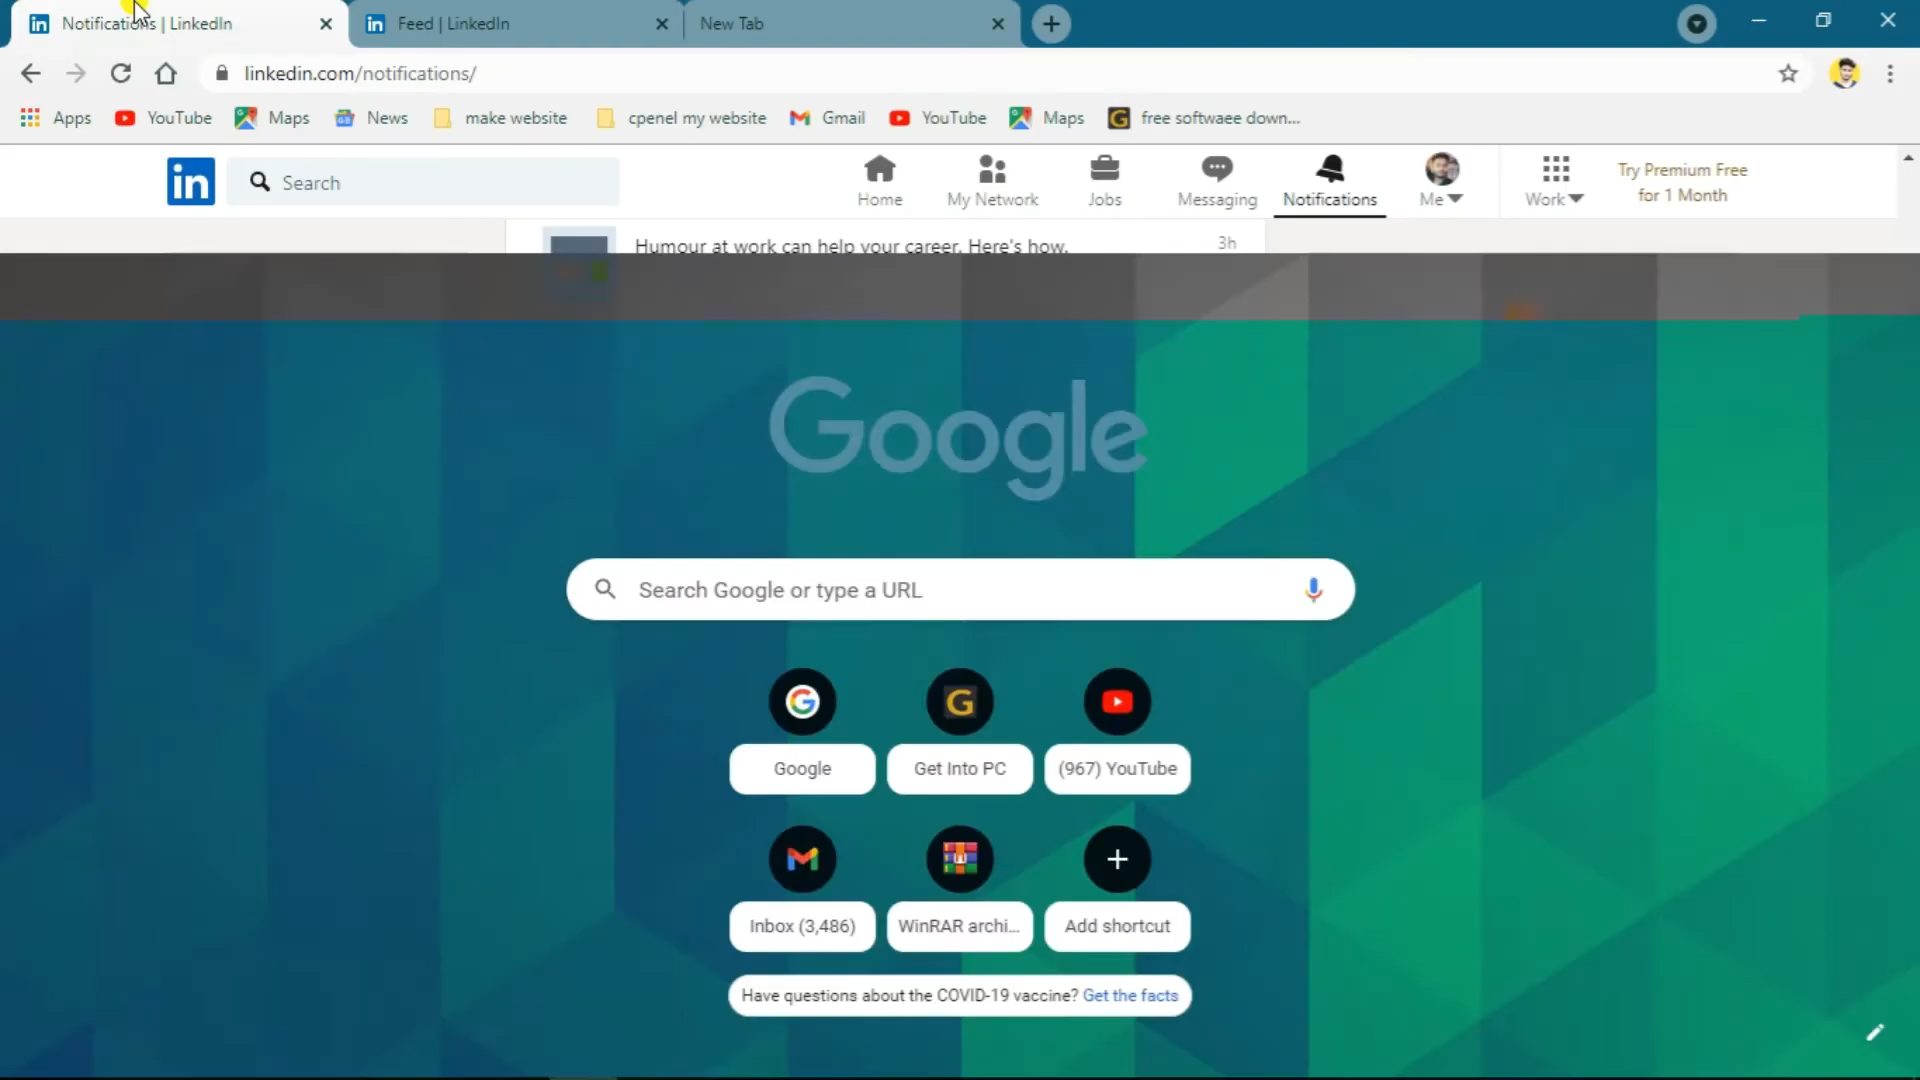 Notifications | LinkedIn
Feed | LinkedIn
New Tab
linkedin.com/notifications/
Apps
YouTube
Maps
News
make website
cpenel my website
Gmail
YouTube
Maps
free softwaee down...
in
Search
Home
My Network
Jobs
Messaging
Notifications
Me
Work
Try Premium Free
for 1 Month
Humour at work can help your career. Here's how.
3h
Google
Search Google or type a URL
Google
Get Into PC
(967) YouTube
Inbox (3,486)
WinRAR archi...
Add shortcut
Have questions about the COVID-19 vaccine? Get the facts